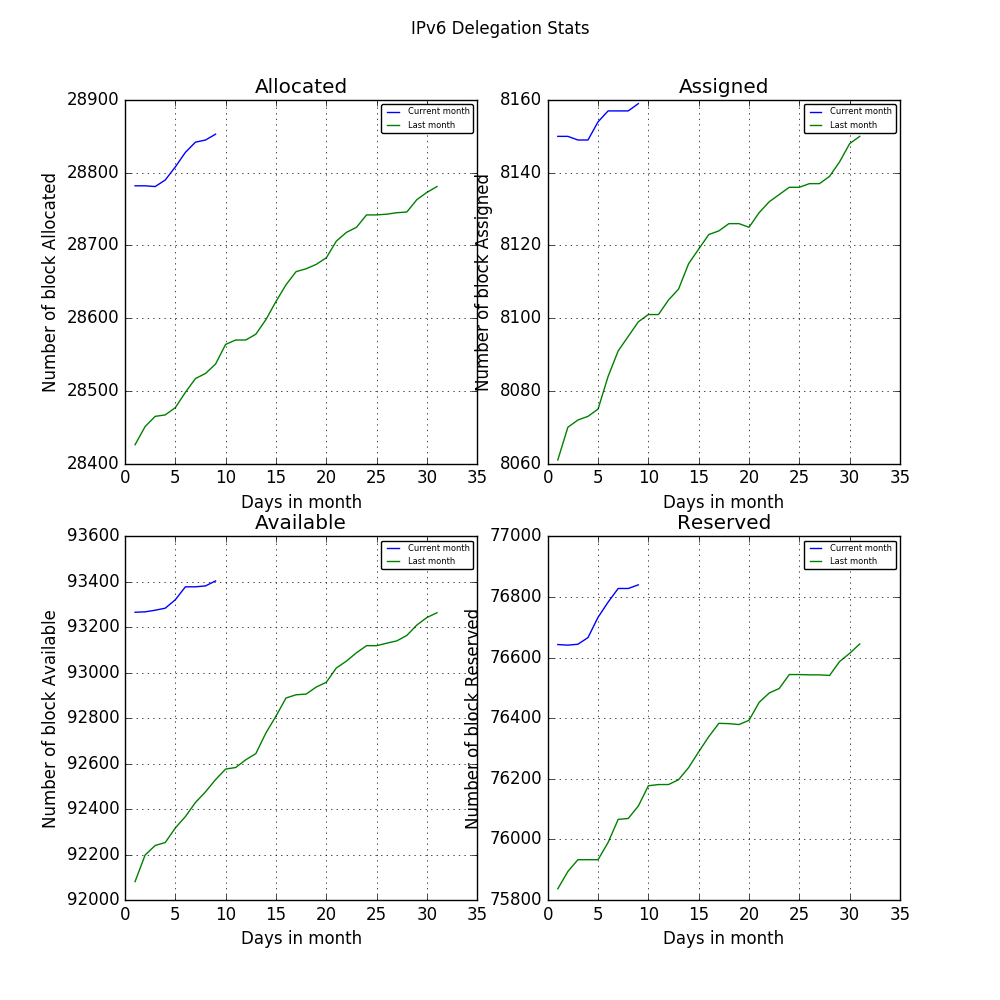 IPv6 Delegation Stats
Allocated
Number of block Allocated
28900
28800
28700
28600
28500
28400
Current month
Last month
0 5 10 15 20 25 30 35
Days in month
Assigned
Number of block Assigned
8160
8140
8120
8100
8080
8060
Current month
Last month
0 5 10 15 20 25 30 35
Days in month
Available
Number of block Available
93600
93400
93200
93000
92800
92600
92400
92200
92000
Current month
Last month
0 5 10 15 20 25 30 35
Days in month
Reserved
Number of block Reserved
77000
76800
76600
76400
76200
76000
75800
Current month
Last month
0 5 10 15 20 25 30 35
Days in month